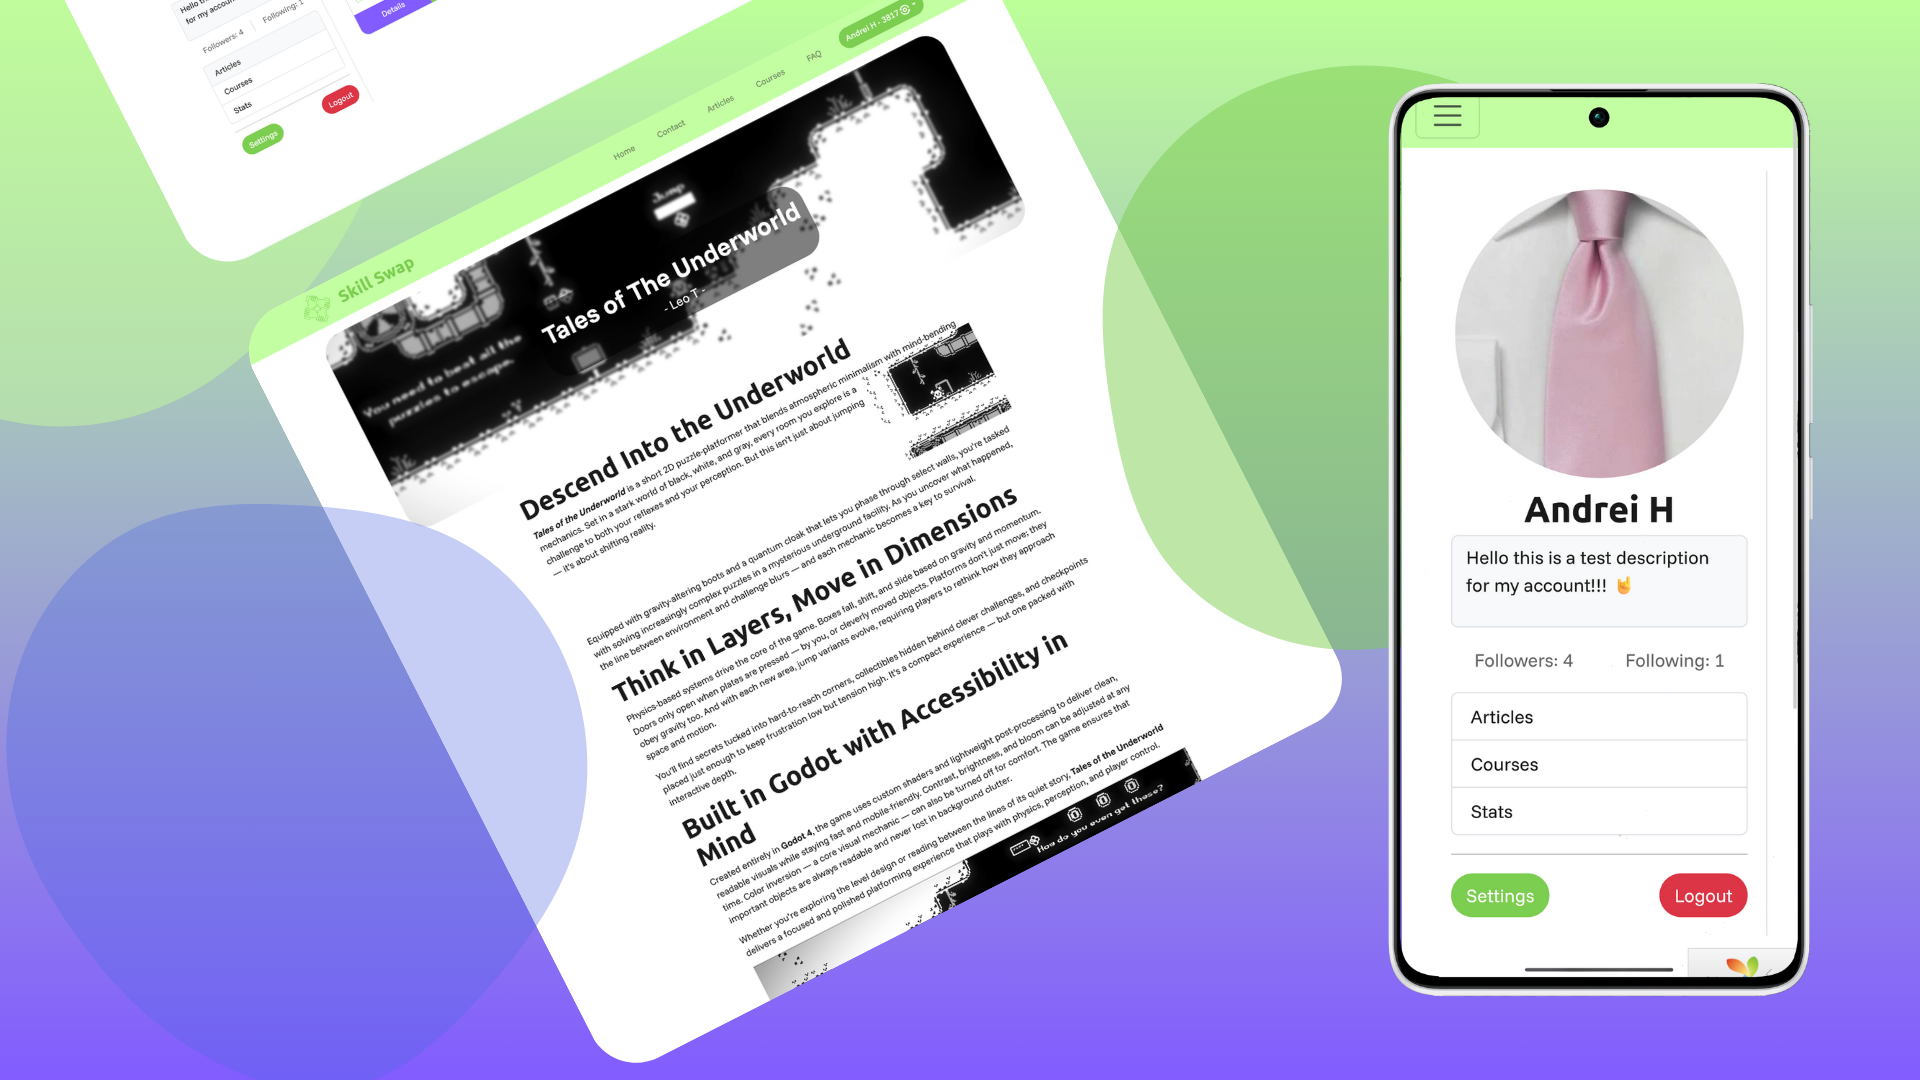 Hello th
for my accoun
Followers: 4
Following: 1
Articles
Courses
Stats
Settings
Logout
Details
Skill Swap
Home
Contact
Articles
Courses
FAQ
Andrei H - 3817
Jump
You need to beat all the
puzzles to escape.
Tales of The Underworld
- Leo T -
Descend Into the Underworld
Tales of the Underworld is a short 2D puzzle-platformer that blends atmospheric minimalism with mind-bending
mechanics. Set in a stark world of black, white, and gray, every room you explore is a
challenge to both your reflexes and your perception. But this isn't just about jumping
— it's about shifting reality.
Equipped with gravity-altering boots and a quantum cloak that lets you phase through select walls, you're tasked
with solving increasingly complex puzzles in a mysterious underground facility. As you uncover what happened,
the line between environment and challenge blurs — and each mechanic becomes a key to survival.
Think in Layers, Move in Dimensions
Physics-based systems drive the core of the game. Boxes fall, shift, and slide based on gravity and momentum.
Doors only open when plates are pressed — by you, or cleverly moved objects. Platforms don't just move: they
obey gravity too. And with each new area, jump variants evolve, requiring players to rethink how they approach
space and motion.
You'll find secrets tucked into hard-to-reach corners, collectibles hidden behind clever challenges, and checkpoints
placed just enough to keep frustration low but tension high. It's a compact experience — but one packed with
interactive depth.
Built in Godot with Accessibility in
Mind
Created entirely in Godot 4, the game uses custom shaders and lightweight post-processing to deliver clean,
readable visuals while staying fast and mobile-friendly. Contrast, brightness, and bloom can be adjusted at any
time. Color inversion — a core visual mechanic — can also be turned off for comfort. The game ensures that
important objects are always readable and never lost in background clutter.
Whether you're exploring the level design or reading between the lines of its quiet story, Tales of the Underworld
delivers a focused and polished platforming experience that plays with physics, perception, and player control.
How do you even get these?
Andrei H
Hello this is a test description
for my account!!! 🤘
Followers: 4
Following: 1
Articles
Courses
Stats
Settings
Logout